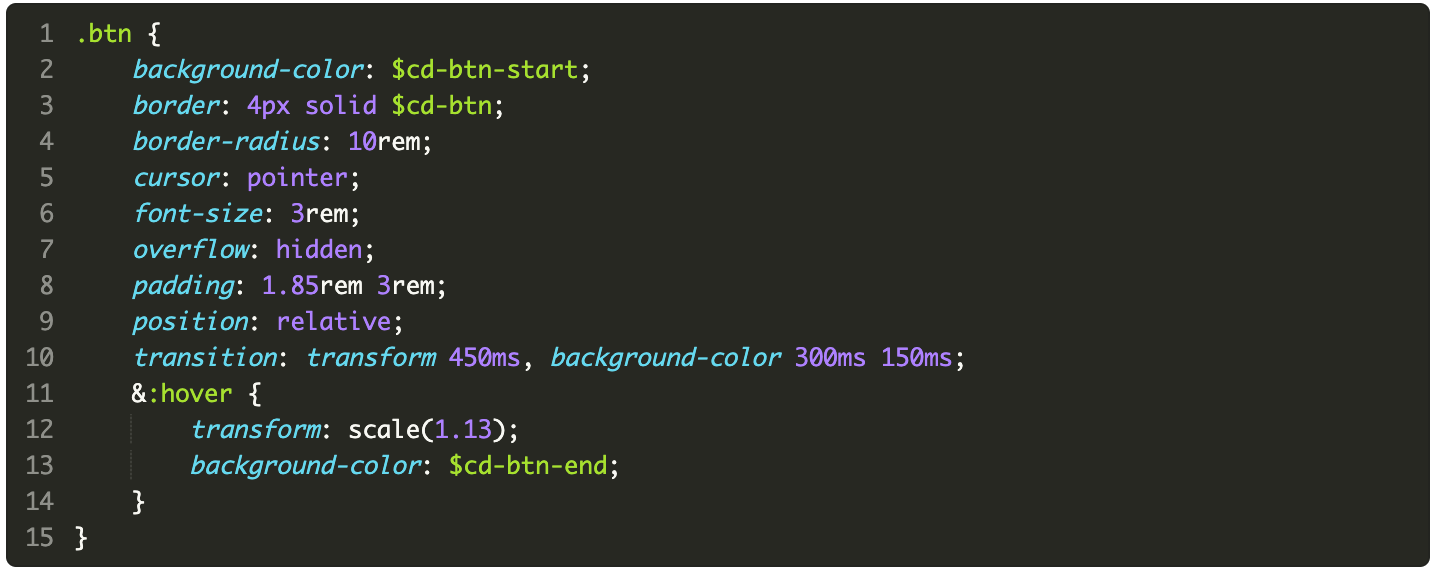 1 .btn {
2 background-color: $cd-btn-start;
3 border: 4px solid $cd-btn;
4 border-radius: 10rem;
5 cursor: pointer;
6 font-size: 3rem;
7 overflow: hidden;
8 padding: 1.85rem 3rem;
9 position: relative;
10 transition: transform 450ms, background-color 300ms 150ms;
11 &:hover {
12 transform: scale(1.13);
13 background-color: $cd-btn-end;
14 }
15 }